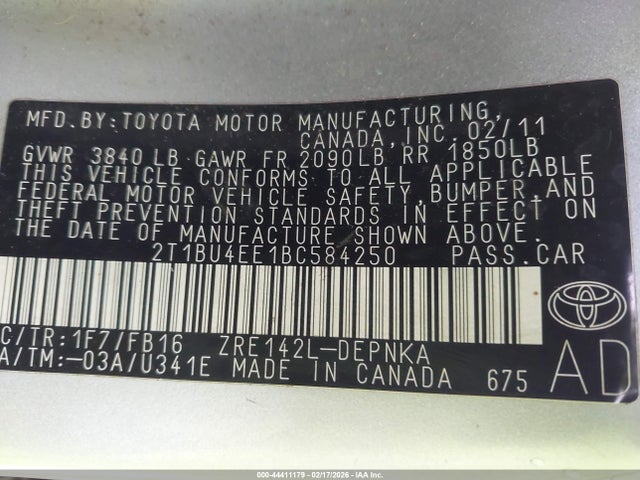 MFD.BY:TOYOTA MOTOR MANUFACTURING,
CANADA,INC. 02/11
GVWR 3840 LB GAWR FR 2090LB RR 1850LB
THIS VEHICLE CONFORMS TO ALL APPLICABLE
FEDERAL MOTOR VEHICLE SAFETY,BUMPER,AND
THEFT PREVENTION STANDARDS IN EFFECT ON
THE DATE OF MANUFACTURE SHOWN ABOVE.
2T1BU4EE1BC584250 PASS.CAR
C/TR:1F7/FB16 ZRE142L-DEPNKA
A/TM:-03A/U341E MADE IN CANADA 675
AD
000-44411179 - 02/17/2026 - IAA Inc.